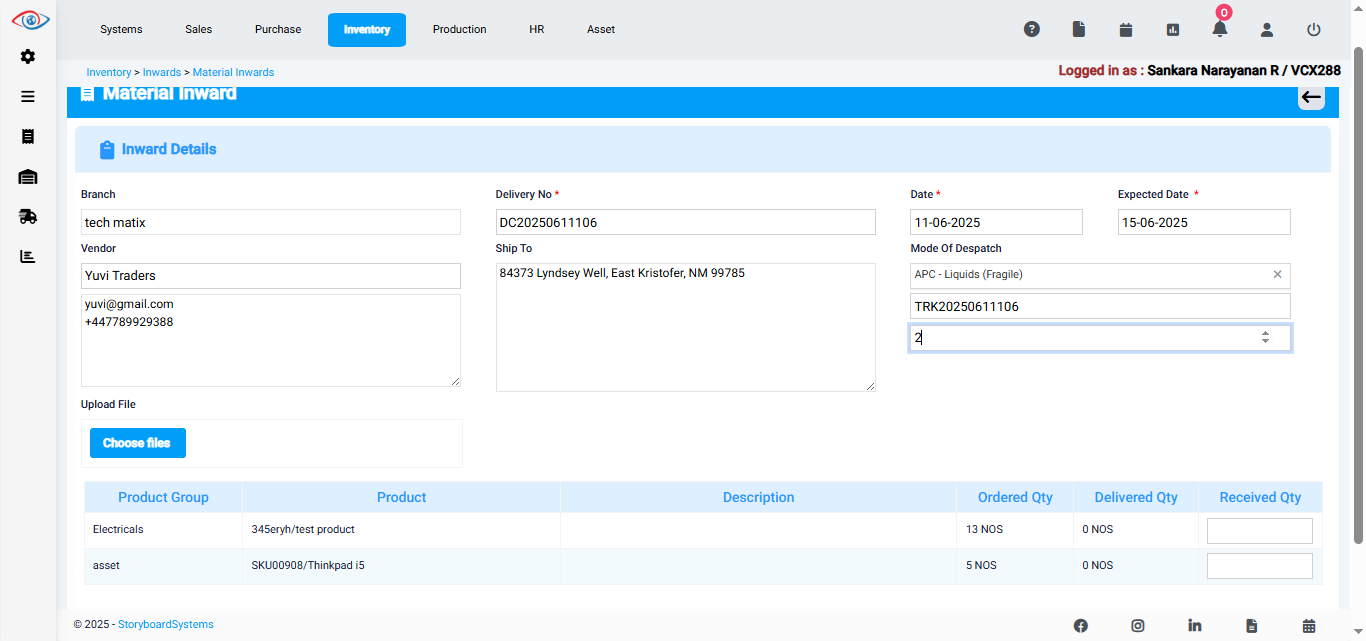 0
Systems Sales Purchase Inventory Production HR Asset
Inventory > Inwards > Material Inwards
Logged in as : Sankara Narayanan R / VCX288
Material Inward
Inward Details
Branch Delivery No * Date * Expected Date *
tech matix DC20250611106 11-06-2025 15-06-2025
Vendor Ship To Mode Of Despatch
Yuvi Traders 84373 Lyndsey Well, East Kristofer, NM 99785 APC - Liquids (Fragile) ×
yuvi@gmail.com TRK20250611106
+447789929388 2
Upload File
Choose files
Product Group Product Description Ordered Qty Delivered Qty Received Qty
Electricals 345eryh/test product 13 NOS 0 NOS
asset SKU00908/Thinkpad i5 5 NOS 0 NOS
© 2025 - StoryboardSystems